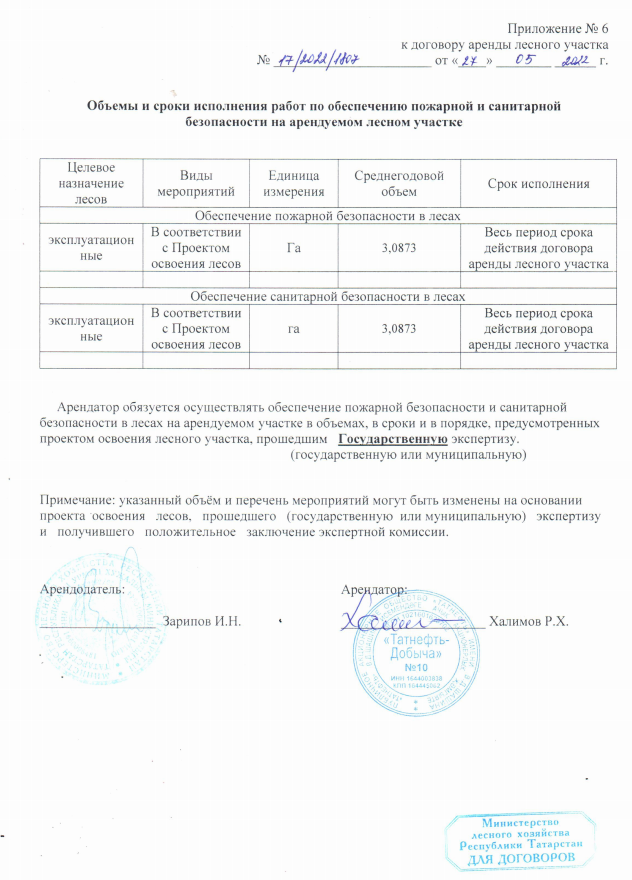 Приложение № 6
к договору аренды лесного участка
№ 17/2022/1807 от «27» 05 2022 г.
Объемы и сроки исполнения работ по обеспечению пожарной и санитарной
безопасности на арендуемом лесном участке
Целевое назначение лесов | Виды мероприятий | Единица измерения | Среднегодовой объем | Срок исполнения
Обеспечение пожарной безопасности в лесах
эксплуатацион ные | В соответствии с Проектом освоения лесов | Га | 3,0873 | Весь период срока действия договора аренды лесного участка
Обеспечение санитарной безопасности в лесах
эксплуатацион ные | В соответствии с Проектом освоения лесов | га | 3,0873 | Весь период срока действия договора аренды лесного участка
Арендатор обязуется осуществлять обеспечение пожарной безопасности и санитарной
безопасности в лесах на арендуемом участке в объемах, в сроки и в порядке, предусмотренных
проектом освоения лесного участка, прошедшим Государственную экспертизу.
(государственную или муниципальную)
Примечание: указанный объём и перечень мероприятий могут быть изменены на основании
проекта освоения лесов, прошедшего (государственную или муниципальную) экспертизу
и получившего положительное заключение экспертной комиссии.
Арендодатель: Арендатор:
Зарипов И.Н. Халимов Р.Х.
«Татнефть-
Добыча»
№10
Министерство
лесного хозяйства
Республики Татарстан
ДЛЯ ДОГОВОРОВ